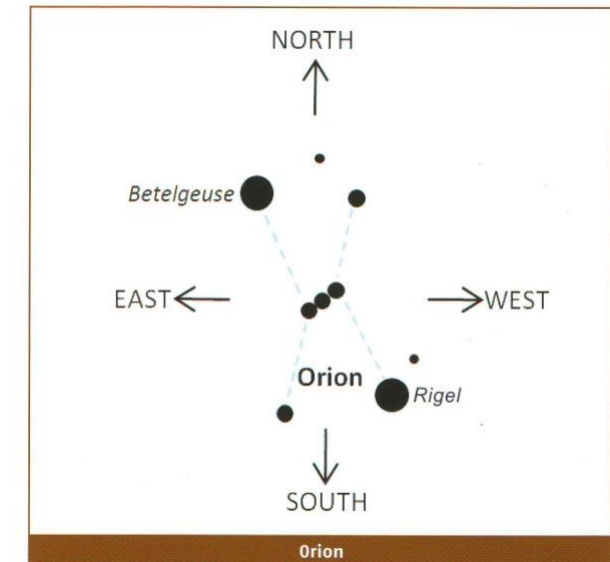 NORTH
Betelgeuse
EAST WEST
Orion
Rigel
SOUTH
Orion